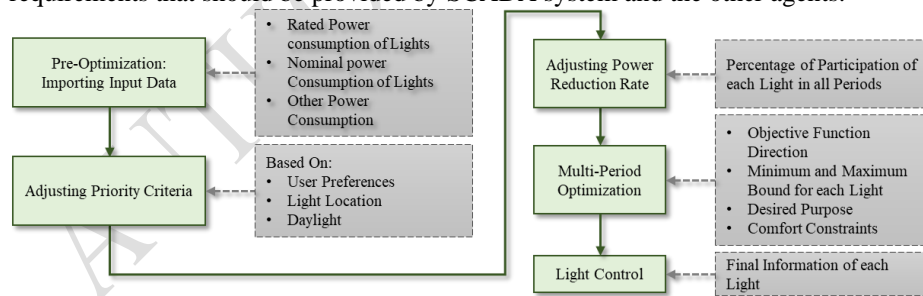 requirements that should be provided by SCADA system and the other agents.
Pre-Optimization:
Importing Input Data
• Rated Power
consumption of Lights
• Nominal power
Consumption of Lights
• Other Power
Consumption
Adjusting Priority Criteria
Based On:
• User Preferences
• Light Location
• Daylight
Adjusting Power
Reduction Rate
Percentage of Participation of
each Light in all Periods
Multi-Period
Optimization
• Objective Function
Direction
• Minimum and Maximum
Bound for each Light
• Desired Purpose
• Comfort Constraints
Light Control
Final Information of each
Light